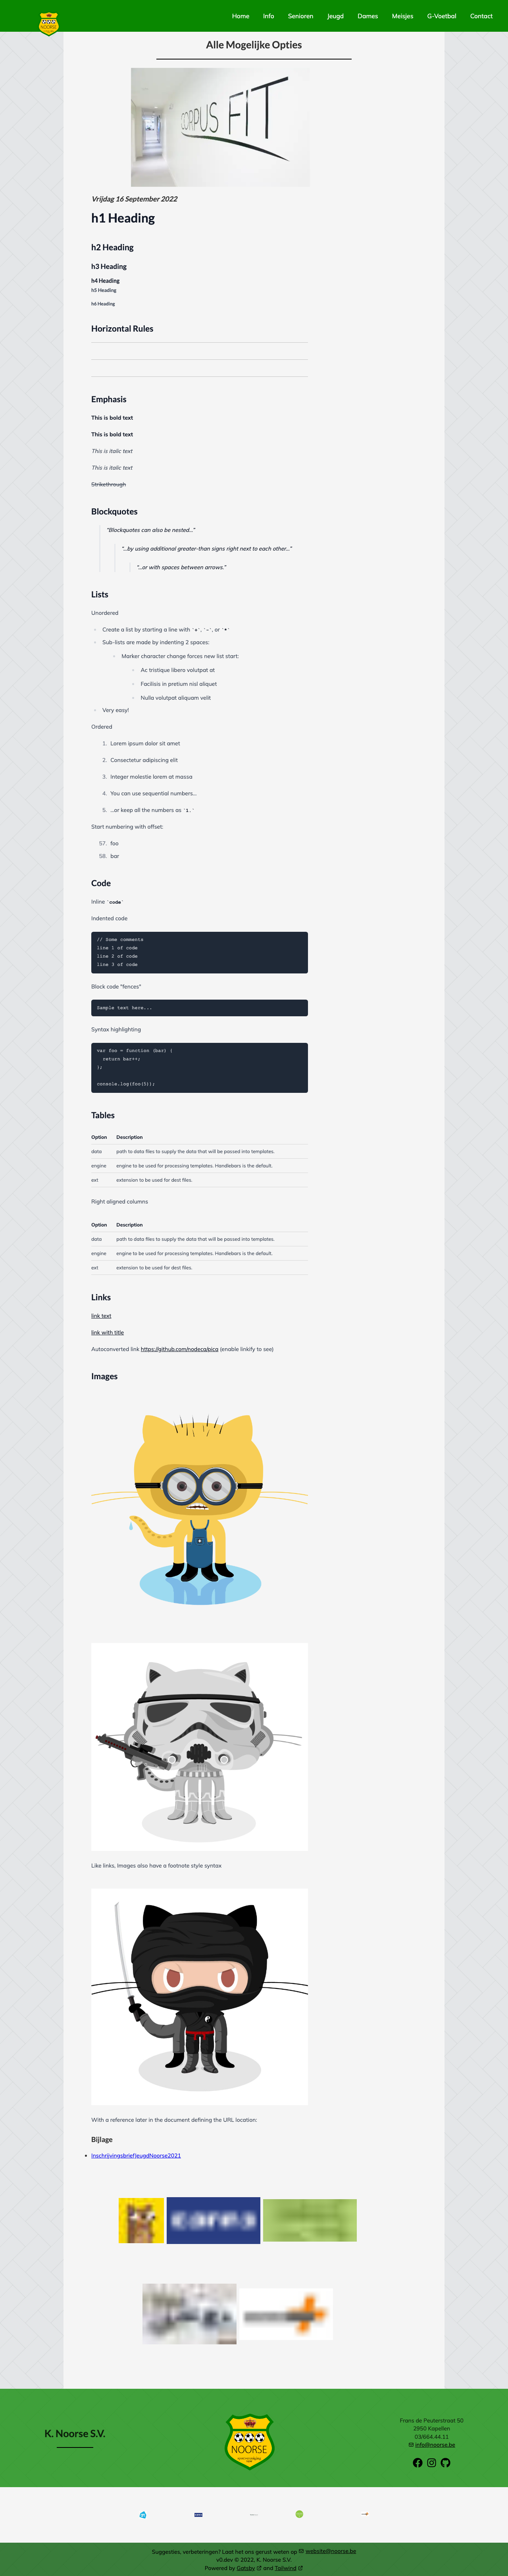 Home Info Senioren Jeugd Dames Meisjes G-Voetbal Contact
Alle Mogelijke Opties
CORPUS FIT
Vrijdag 16 September 2022
h1 Heading
h2 Heading
h3 Heading
h4 Heading
h5 Heading
h6 Heading
Horizontal Rules
Emphasis
This is bold text
This is bold text
This is italic text
This is italic text
Strikethrough
Blockquotes
"Blockquotes can also be nested…"
"…by using additional greater-than signs right next to each other…"
"…or with spaces between arrows."
Lists
Unordered
Create a list by starting a line with `+`, `-`, or `*`
Sub-lists are made by indenting 2 spaces:
Marker character change forces new list start:
Ac tristique libero volutpat at
Facilisis in pretium nisl aliquet
Nulla volutpat aliquam velit
Very easy!
Ordered
1. Lorem ipsum dolor sit amet
2. Consectetur adipiscing elit
3. Integer molestie lorem at massa
4. You can use sequential numbers…
5. …or keep all the numbers as `1.`
Start numbering with offset:
57. foo
58. bar
Code
Inline `code`
Indented code
// Some comments
line 1 of code
line 2 of code
line 3 of code
Block code "fences"
Sample text here...
Syntax highlighting
var foo = function (bar) {
return bar++;
};
console.log(foo(5));
Tables
Option Description
data path to data files to supply the data that will be passed into templates.
engine engine to be used for processing templates. Handlebars is the default.
ext extension to be used for dest files.
Right aligned columns
Option Description
data path to data files to supply the data that will be passed into templates.
engine engine to be used for processing templates. Handlebars is the default.
ext extension to be used for dest files.
Links
link text
link with title
Autoconverted link https://github.com/nodeca/pica (enable linkify to see)
Images
Like links, Images also have a footnote style syntax
With a reference later in the document defining the URL location:
Bijlage
InschrijvingsbriefJeugdNoorse2021
K. Noorse S.V.
NOORSE
Frans de Peuterstraat 50
2950 Kapellen
03/664.44.11
info@noorse.be
Suggesties, verbeteringen? Laat het ons gerust weten op website@noorse.be
v0.dev © 2022, K. Noorse S.V.
Powered by Gatsby and Tailwind